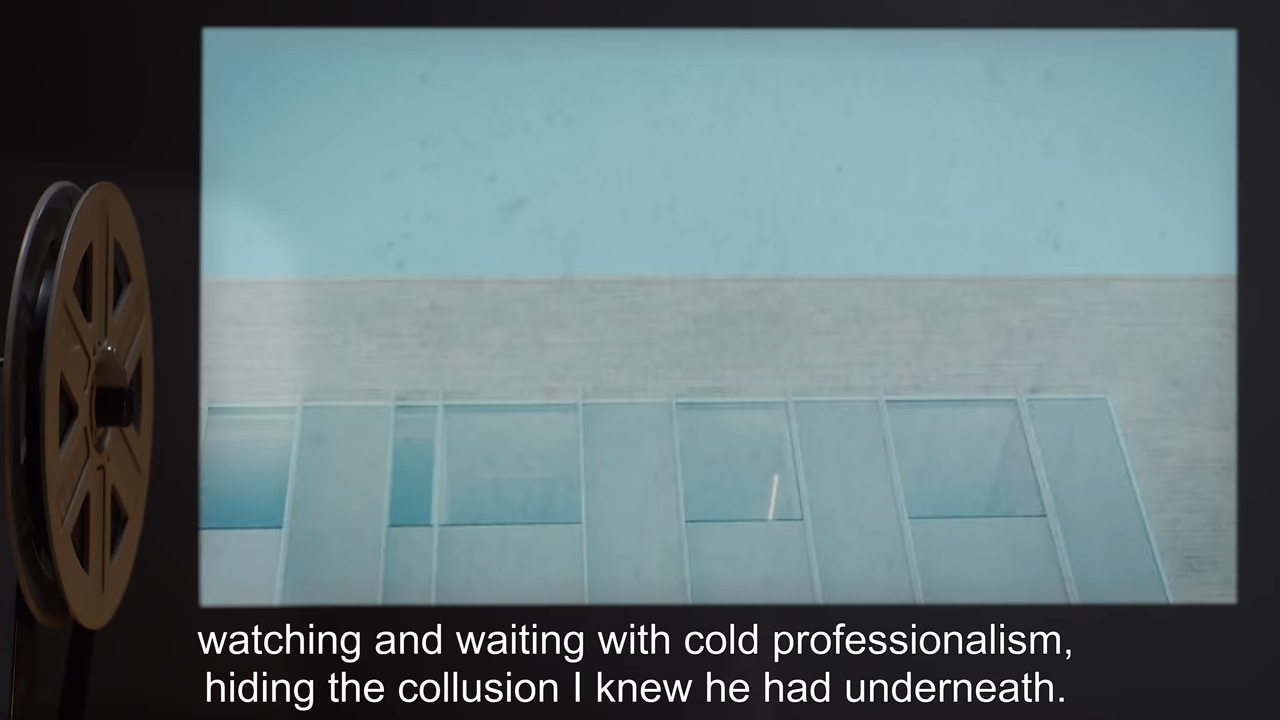 watching and waiting with cold professionalism,
hiding the collusion I knew he had underneath.